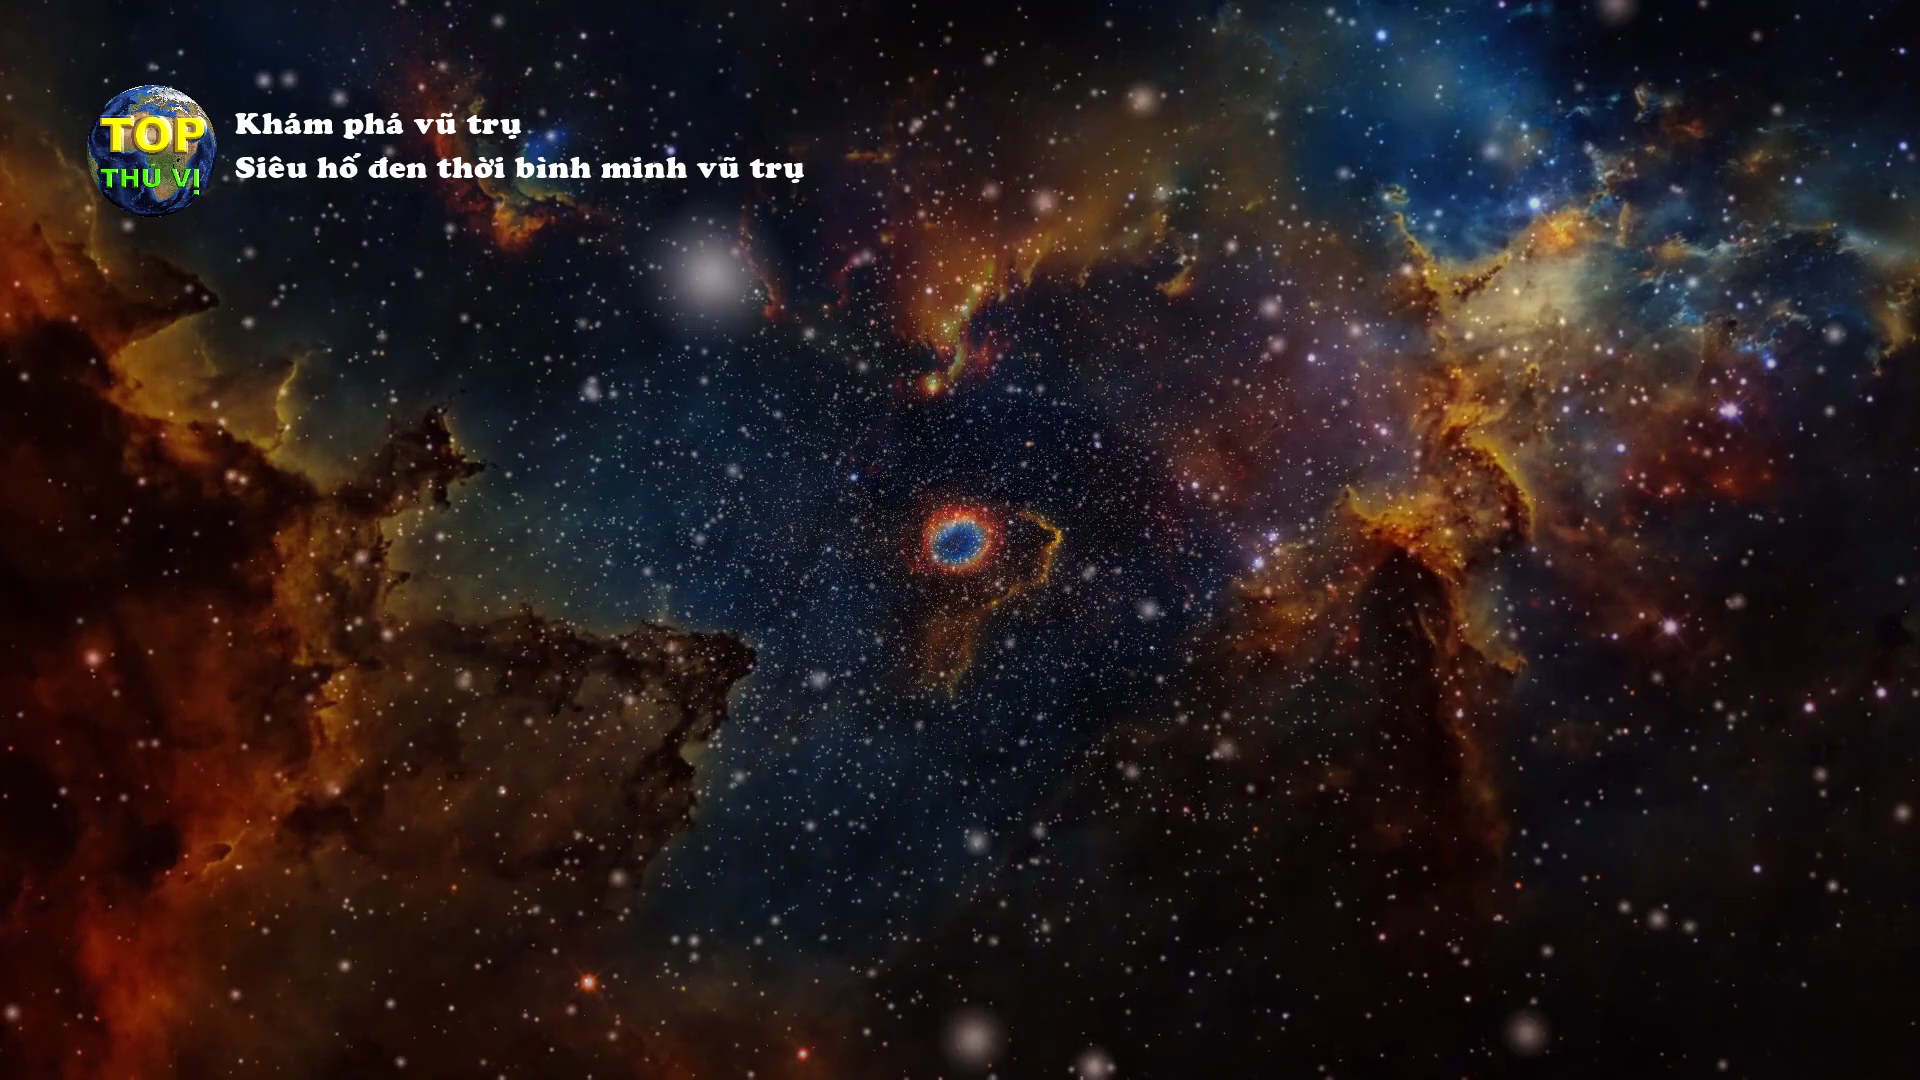 TOP
THÚ VỊ
Khám phá vũ trụ
Siêu hố đen thời bình minh vũ trụ